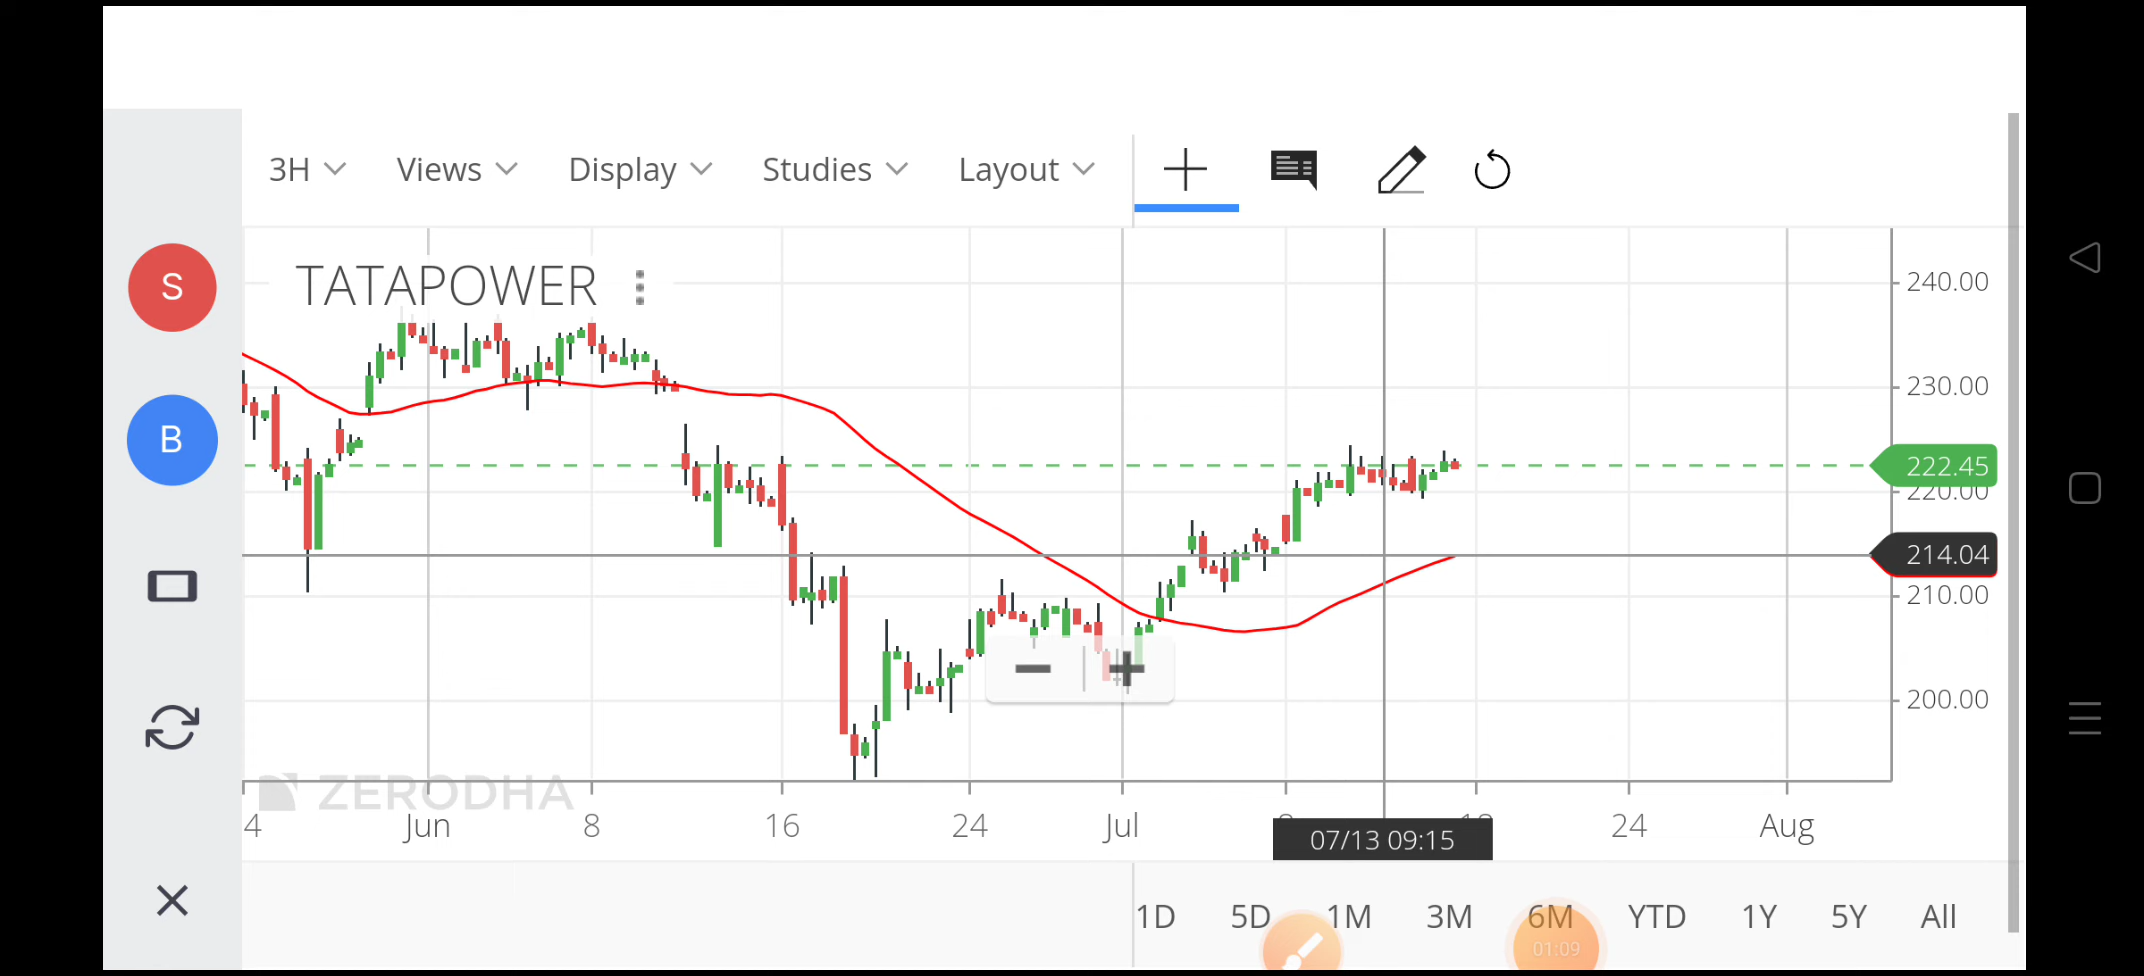 3H Views Display Studies Layout
TATAPOWER
S
B
240.00
230.00
222.45
220.00
214.04
210.00
200.00
ZERODHA
4 Jun 8 16 24 Jul 07/13 09:15 24 Aug
1D 5D 1M 3M 6M YTD 1Y 5Y All
01:09